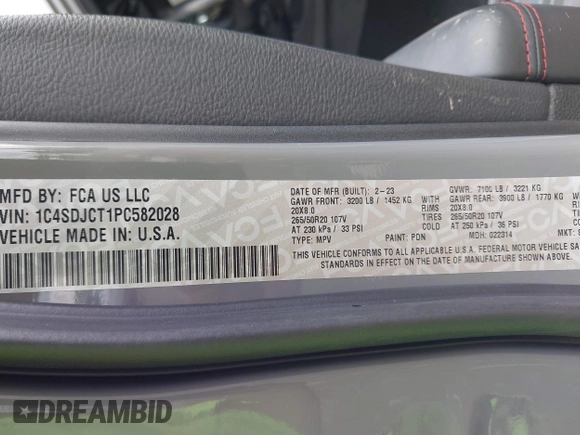 MFD BY: FCA US LLC
VIN: 1C4SDJCT1PC582028
VEHICLE MADE IN: U.S.A.
DATE OF MFR (BUILT): 2-23
GVWR: 7100 LB / 3221 KG
GAWR FRONT: 3200 LB / 1452 KG
GAWR REAR: 3900 LB / 1770 KG
20X8.0 RIMS 20X8.0
265/50R20 107V TIRES 265/50R20 107V
AT 230 kPa / 33 PSI COLD AT 250 kPa / 36 PSI
TYPE: MPV PAINT: PDN MDH: 022314 MKT:
THIS VEHICLE CONFORMS TO ALL APPLICABLE U.S.A. FEDERAL MOTOR VEHICLE
STANDARDS IN EFFECT ON THE DATE OF MANUFACTURE SHOWN ABOVE.
DREAMBID